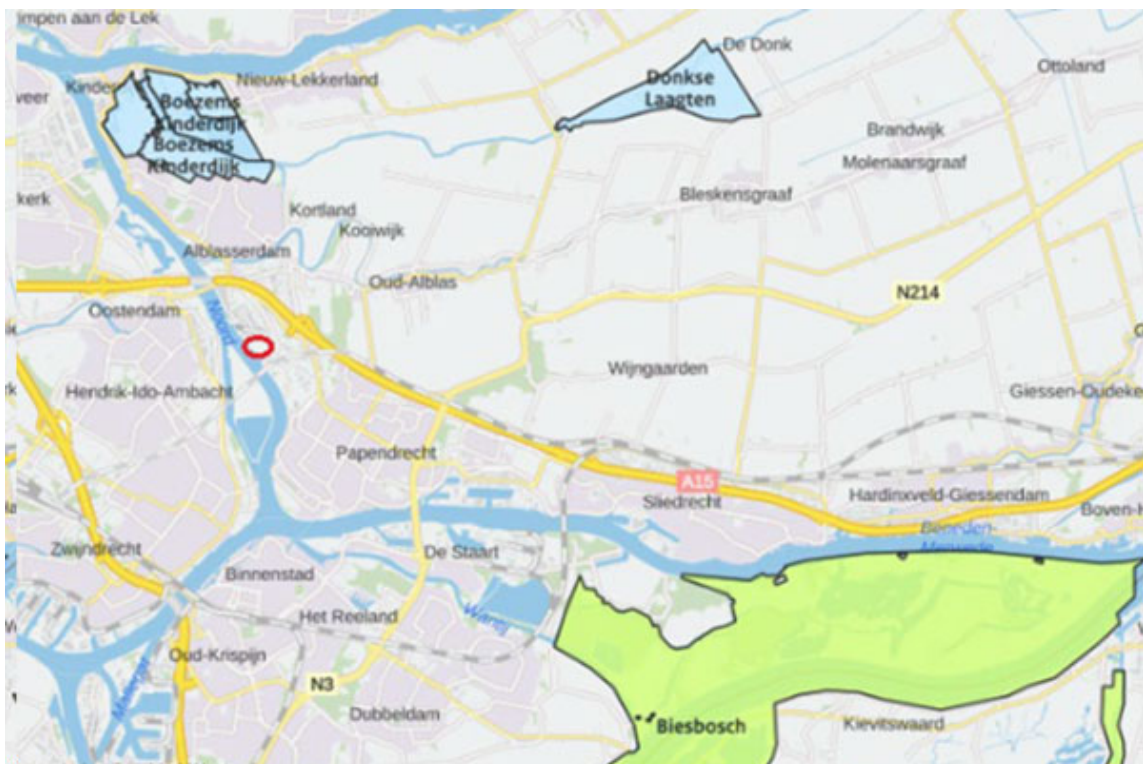 impen aan de Lek
De Donk
Ottoland
Kinder
Nieuw-Lekkerland
Donkse
Laagten
veer
Boezems
Kinderdijk
Boezems
Kinderdijk
Brandwijk
Molenaarsgraaf
Bleskensgraaf
kerk
Kortland
Kooiwijk
Alblasserdam
Oud-Alblas
N214
Oostendam
Noord
Wijngaarden
Hendrik-Ido-Ambacht
Giessen-Oudeke
Papendrecht
A15
Sliedrecht
Hardinxveld-Giessendam
Boven-H
Beneden-
Merwede
Zwijndrecht
De Staart
Binnenstad
Het Reeland
Wantij
Oud-Krispijn
N3
Dubbeldam
Biesbosch
Kievitswaard